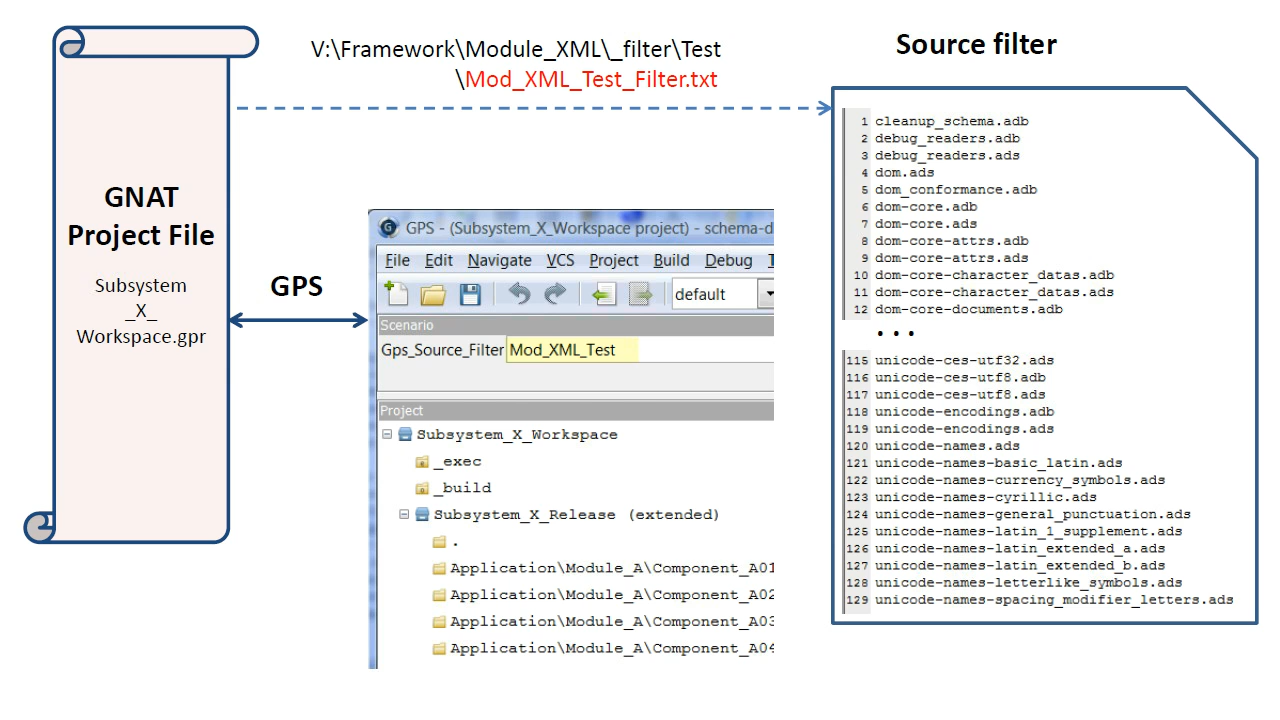 V:\Framework\Module_XML\_filter\Test
\Mod_XML_Test_Filter.txt
Source filter
GNAT
Project File
Subsystem
_X_
Workspace.gpr
GPS
GPS - (Subsystem_X_Workspace project) - schema-d
File Edit Navigate VCS Project Build Debug
default
Scenario
Gps_Source_Filter Mod_XML_Test
Project
Subsystem_X_Workspace
_exec
_build
Subsystem_X_Release (extended)
.
Application\Module_A\Component_A01
Application\Module_A\Component_A02
Application\Module_A\Component_A03
Application\Module_A\Component_A04
1 cleanup_schema.adb
2 debug_readers.adb
3 debug_readers.ads
4 dom.ads
5 dom_conformance.adb
6 dom-core.adb
7 dom-core.ads
8 dom-core-attrs.adb
9 dom-core-attrs.ads
10 dom-core-character_datas.adb
11 dom-core-character_datas.ads
12 dom-core-documents.adb
...
115 unicode-ces-utf32.ads
116 unicode-ces-utf8.adb
117 unicode-ces-utf8.ads
118 unicode-encodings.adb
119 unicode-encodings.ads
120 unicode-names.ads
121 unicode-names-basic_latin.ads
122 unicode-names-currency_symbols.ads
123 unicode-names-cyrillic.ads
124 unicode-names-general_punctuation.ads
125 unicode-names-latin_1_supplement.ads
126 unicode-names-latin_extended_a.ads
127 unicode-names-latin_extended_b.ads
128 unicode-names-letterlike_symbols.ads
129 unicode-names-spacing_modifier_letters.ads